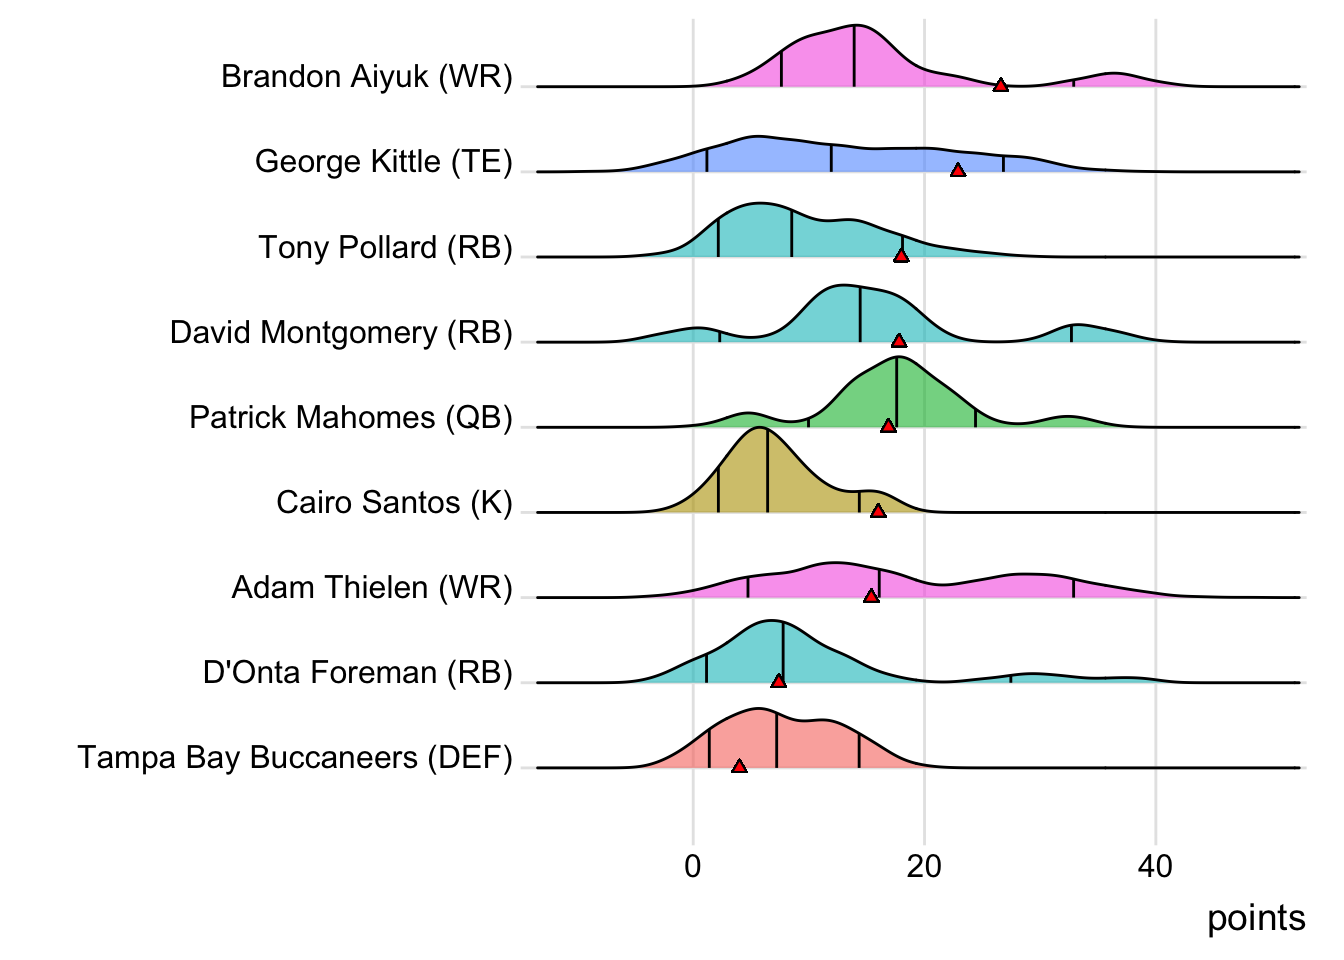 Brandon Aiyuk (WR)
George Kittle (TE)
Tony Pollard (RB)
David Montgomery (RB)
Patrick Mahomes (QB)
Cairo Santos (K)
Adam Thielen (WR)
D'Onta Foreman (RB)
Tampa Bay Buccaneers (DEF)
0 20 40
points